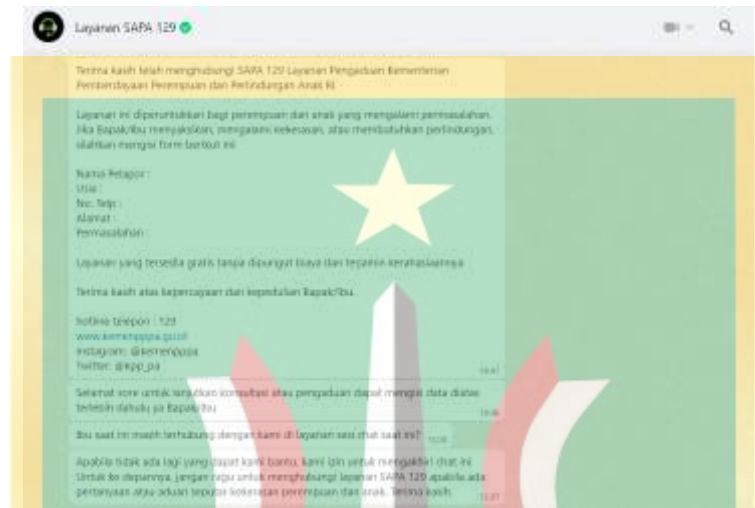 Layanan SAPA 129
Terima kasih telah menghubungi SAPA 129 Layanan Pengaduan Kementerian
Pemberdayaan Perempuan dan Perlindungan Anak RI
Layanan ini diperuntukkan bagi perempuan dan anak yang mengalami permasalahan.
Jika Bapak/Ibu menyaksikan, mengalami kekerasan, atau membutuhkan perlindungan,
silahkan mengisi form berikut ini
Nama Pelapor :
Usia :
No. Telp :
Alamat :
Permasalahan :
Layanan yang tersedia gratis tanpa dipungut biaya dan terjamin kerahasiaannya
Terima kasih atas kepercayaan dan kepedulian Bapak/Ibu.
hotline telepon : 129
www.kemenpppa.go.id
Instagram: @kemenpppa
Twitter: @kpp_pa
Selamat sore untuk lanjutkan konsultasi atau pengaduan dapat mengisi data diatas
terlebih dahulu ya Bapak/Ibu
Ibu saat ini masih terhubung dengan kami di layanan sesi chat saat ini?
Apabila tidak ada lagi yang dapat kami bantu, kami izin untuk mengakhiri chat ini.
Untuk ke depannya, jangan ragu untuk menghubungi layanan SAPA 129 apabila ada
pertanyaan atau aduan seputar kekerasan perempuan dan anak. Terima kasih.